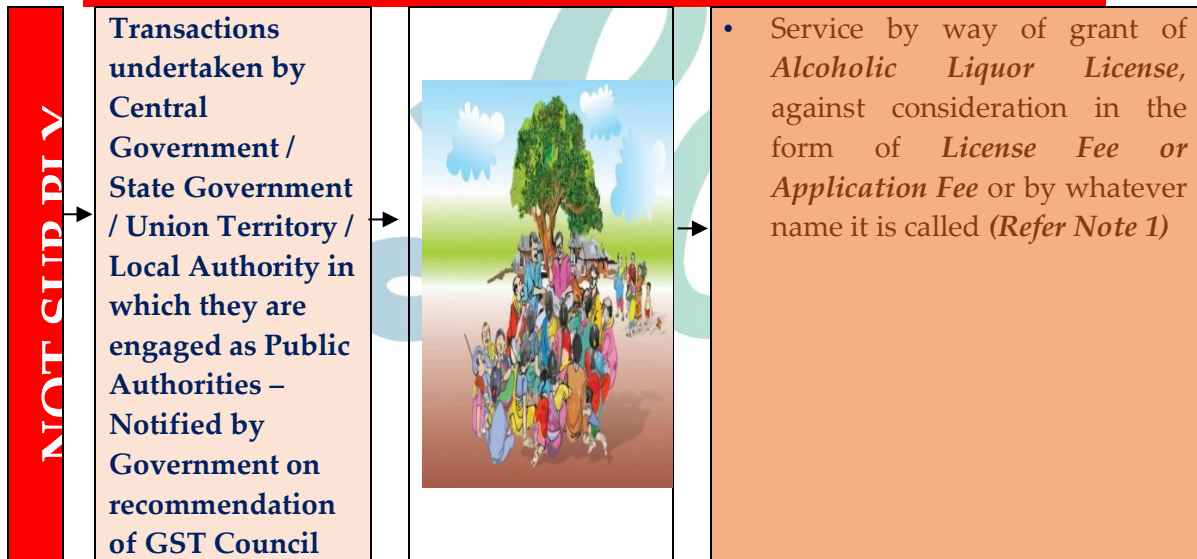 NOT SUPPLY
Transactions
undertaken by
Central
Government /
State Government
/ Union Territory /
Local Authority in
which they are
engaged as Public
Authorities –
Notified by
Government on
recommendation
of GST Council
• Service by way of grant of
Alcoholic Liquor License,
against consideration in the
form of License Fee or
Application Fee or by whatever
name it is called (Refer Note 1)